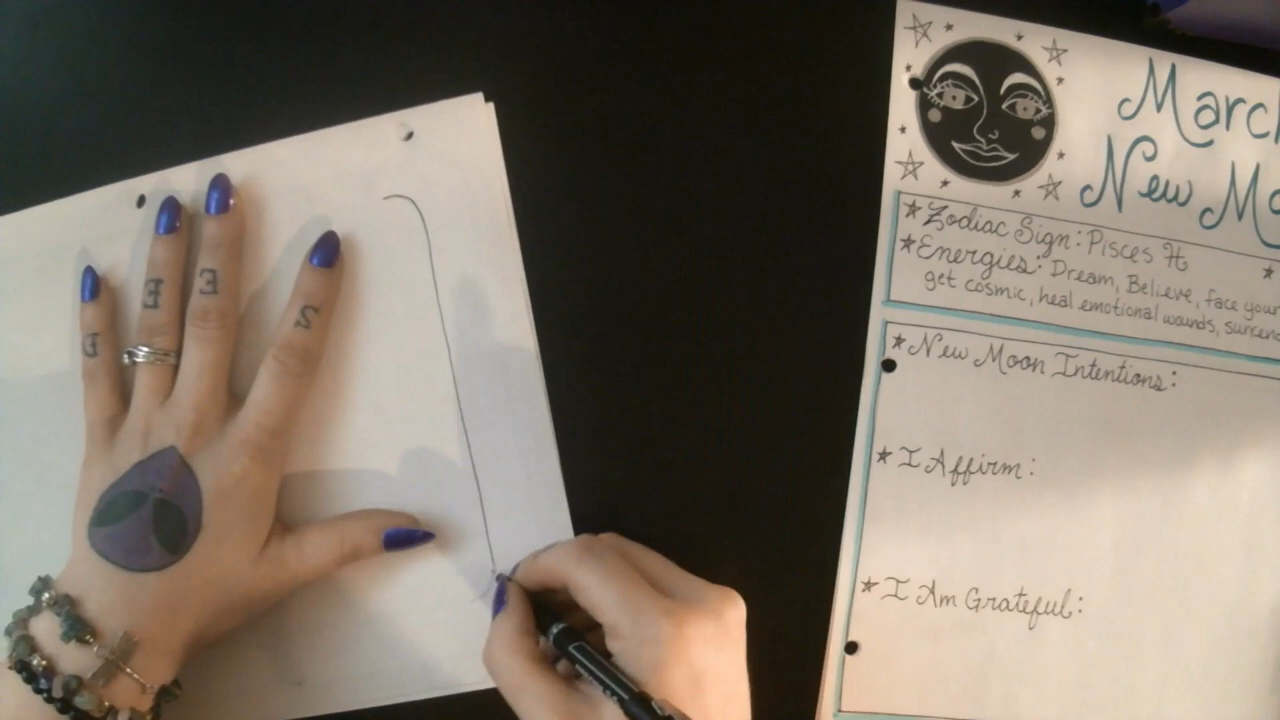 March
New Mo
★ Zodiac Sign: Pisces ♓
★ Energies: Dream, Believe, face your
get cosmic, heal emotional wounds, surrend
★ New Moon Intentions:
★ I Affirm:
★ I Am Grateful:
S
E
E
D